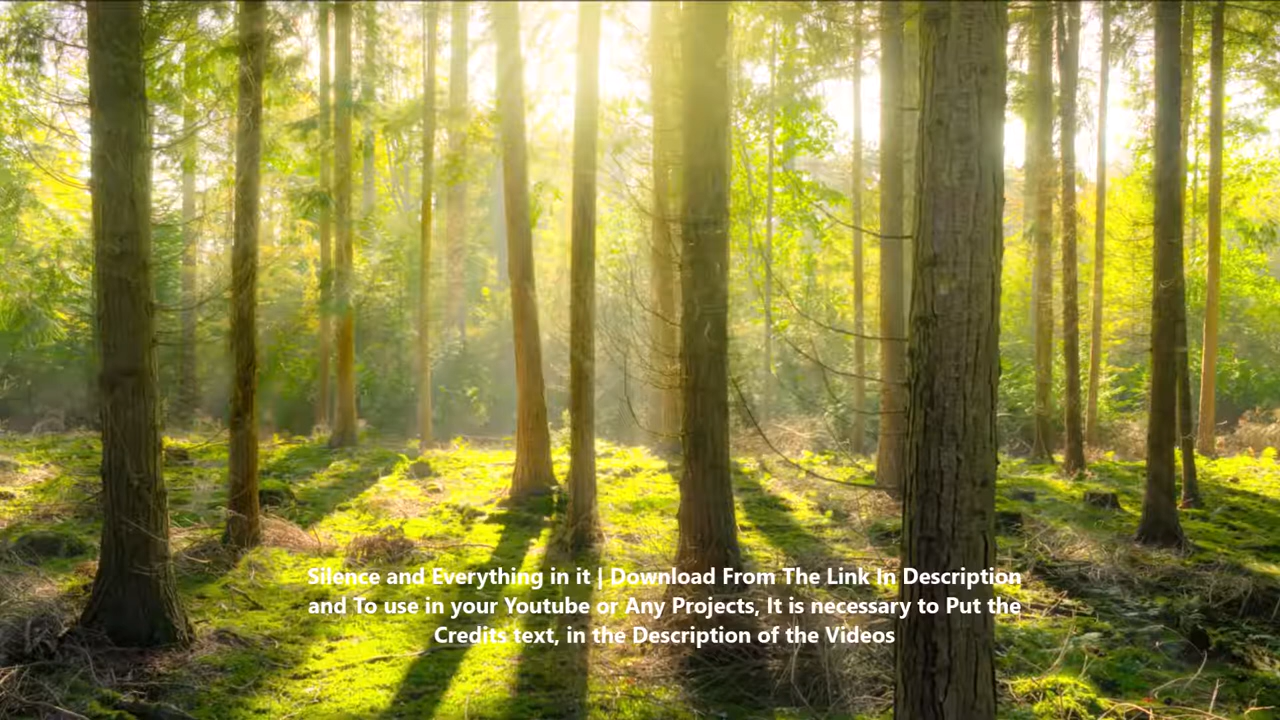 Silence and Everything in it | Download From The Link In Description
and To use in your Youtube or Any Projects, It is necessary to Put the
Credits text, in the Description of the Videos